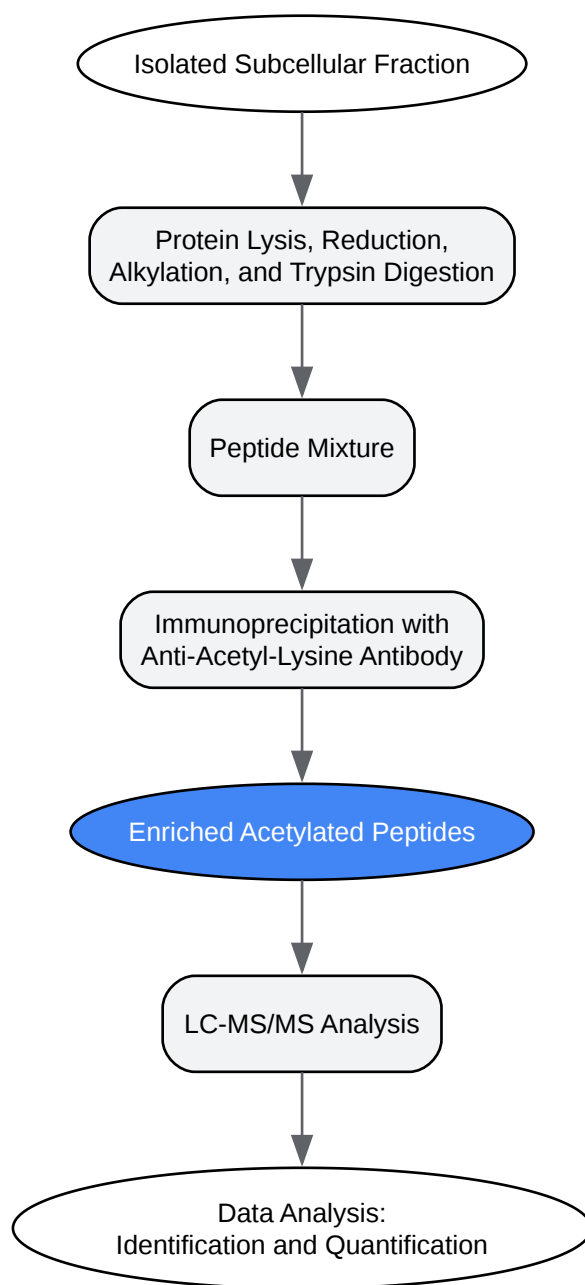 Isolated Subcellular Fraction
Protein Lysis, Reduction,
Alkylation, and Trypsin Digestion
Peptide Mixture
Immunoprecipitation with
Anti-Acetyl-Lysine Antibody
Enriched Acetylated Peptides
LC-MS/MS Analysis
Data Analysis:
Identification and Quantification